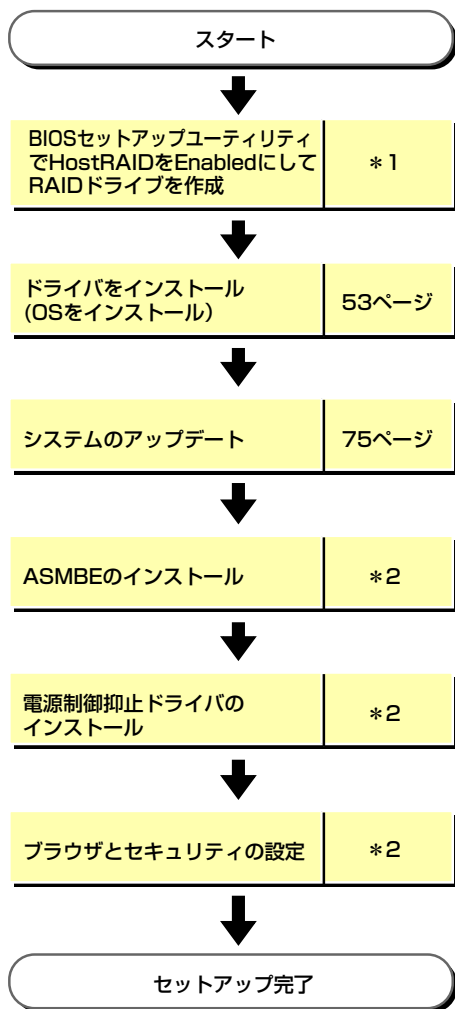 スタート
BIOSセットアップユーティリティ
でHostRAIDをEnabledにして
RAIDドライブを作成
＊1
ドライバをインストール
(OSをインストール）
53ページ
システムのアップデート
75ページ
ASMBEのインストール
＊2
電源制御抑止ドライバの
インストール
＊2
ブラウザとセキュリティの設定
＊2
セットアップ完了